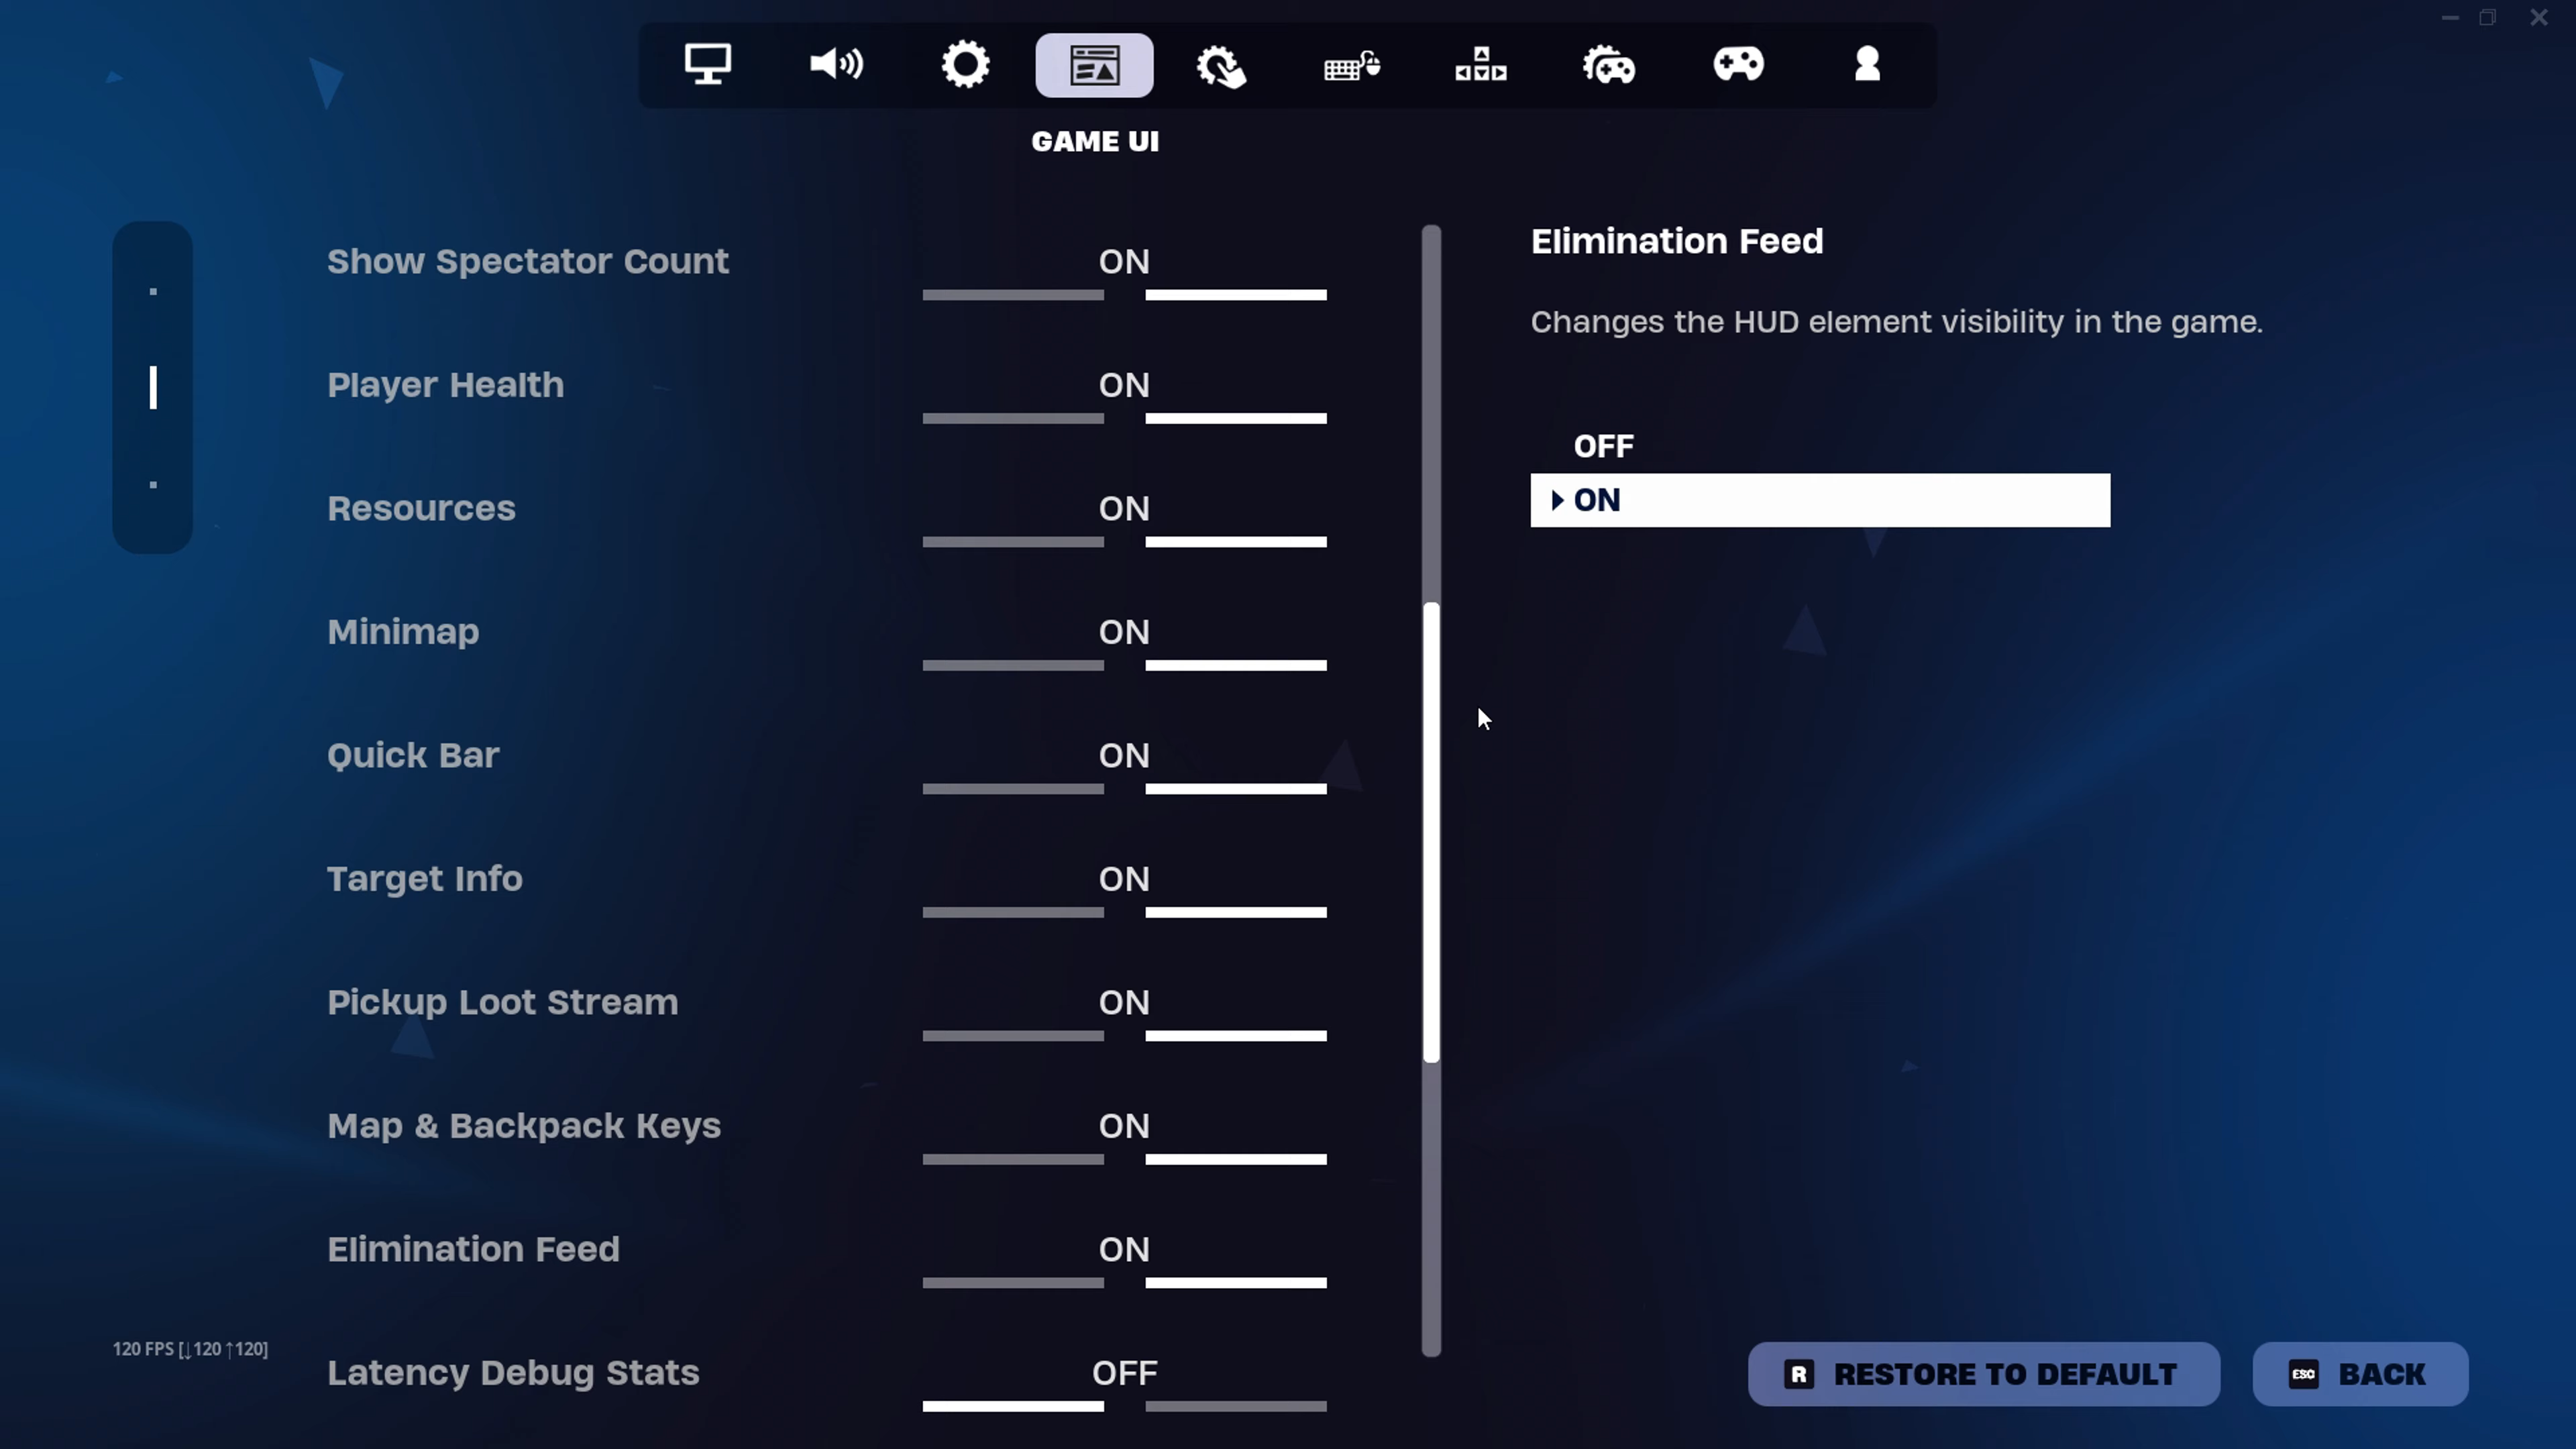 GAME UI
Show Spectator Count ON
Player Health ON
Resources ON
Minimap ON
Quick Bar ON
Target Info ON
Pickup Loot Stream ON
Map & Backpack Keys ON
Elimination Feed ON
Latency Debug Stats OFF
Elimination Feed
Changes the HUD element visibility in the game.
OFF
ON
120 FPS [↓120 ↑120]
R RESTORE TO DEFAULT
ESC BACK